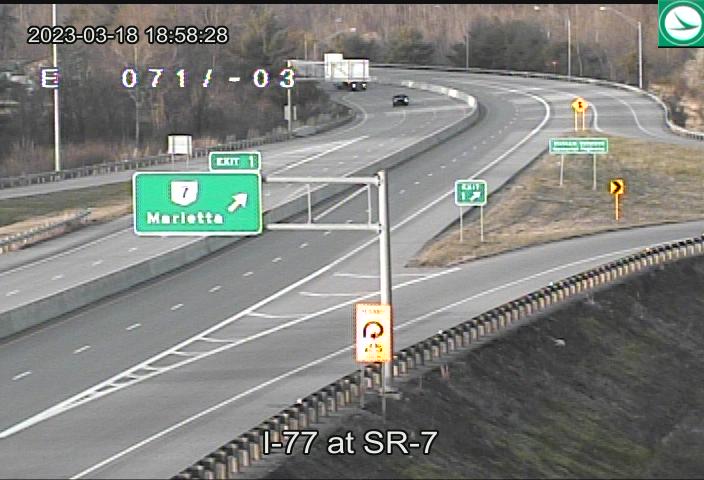 2023-03-18 18:58:28
E 071/-03
EXIT 1
7
Marietta
EXIT
1
I-77 at SR-7